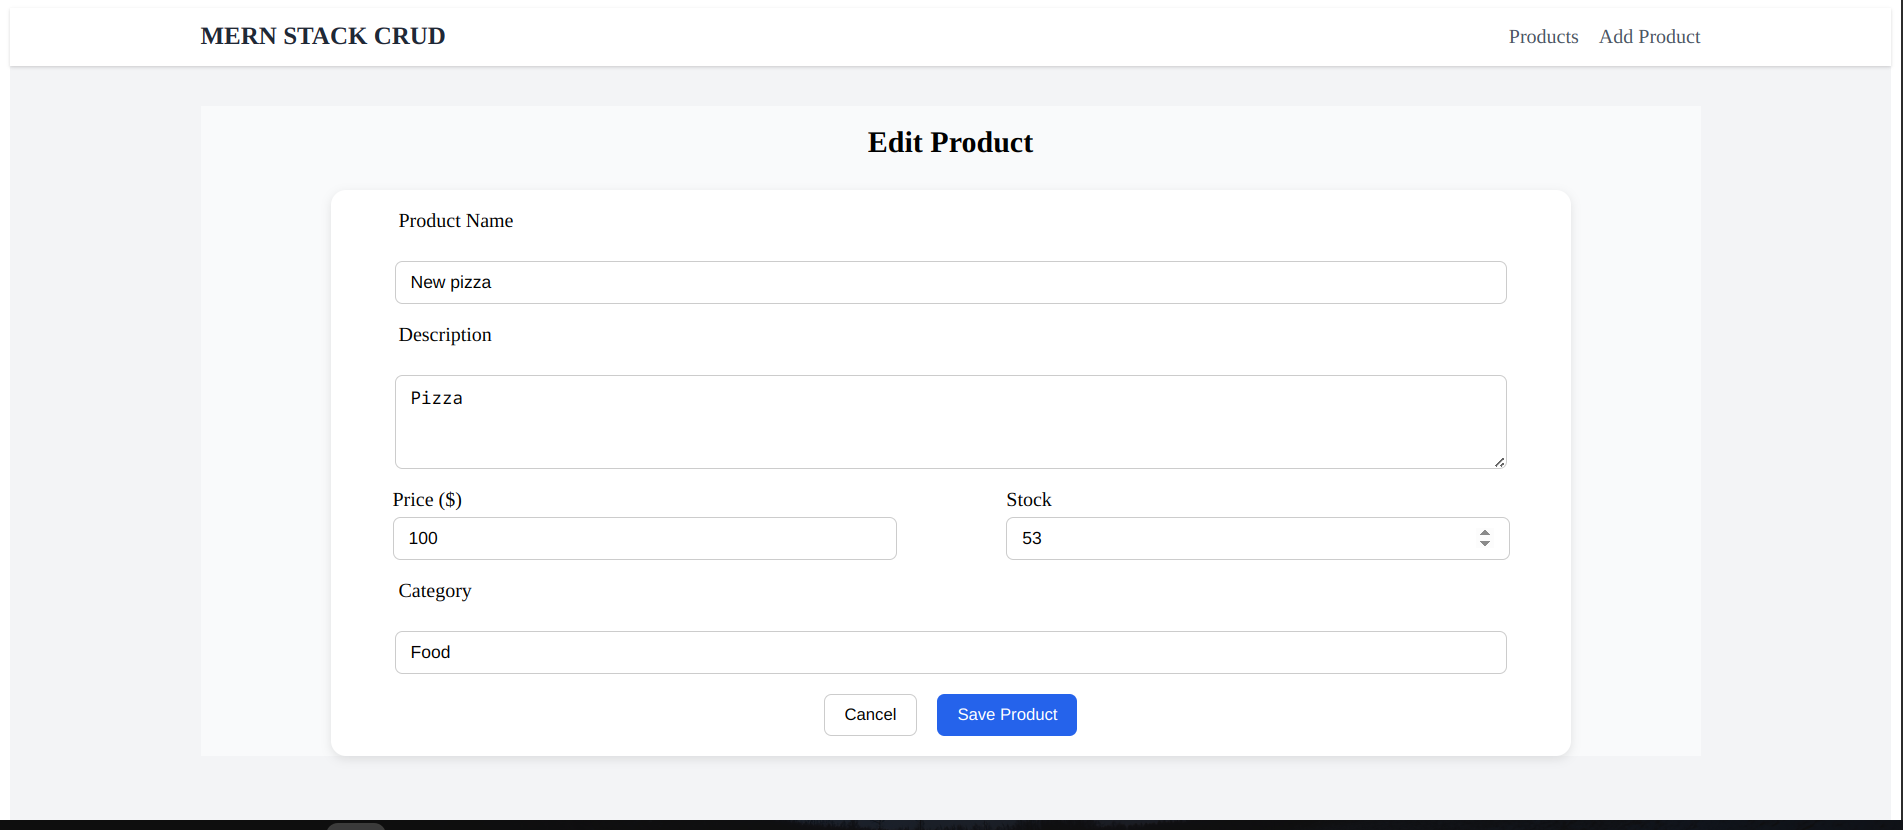 MERN STACK CRUD
Products Add Product
Edit Product
Product Name
New pizza
Description
Pizza
Price ($) Stock
100 53
Category
Food
Cancel Save Product